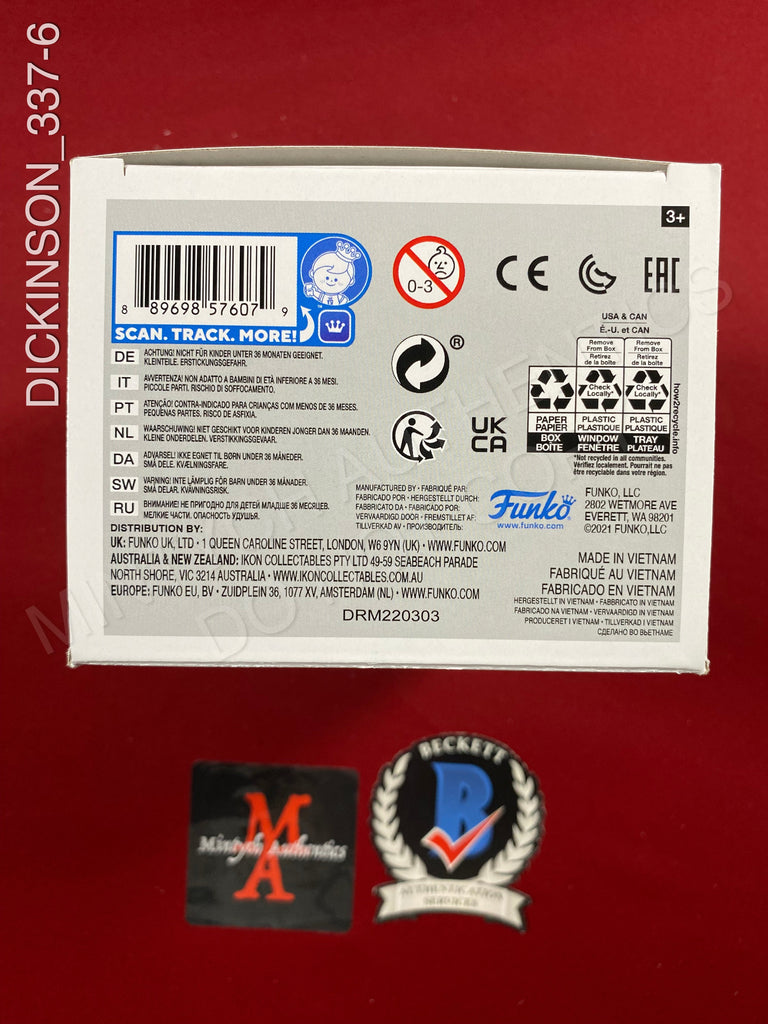 DICKINSON_337-6
3+
8 89698 57607 9
SCAN. TRACK. MORE!
™
0-3
CE
EAC
®
UK
CA
USA & CAN
É.-U. et CAN
Remove From Box
Retirez de la boîte
Remove From Box
Retirez de la boîte
Check Locally*
Check Locally*
PAPER
PAPIER
PLASTIC
PLASTIQUE
PLASTIC
PLASTIQUE
BOX
BOÎTE
WINDOW
FENÊTRE
TRAY
PLATEAU
*Not recycled in all communities.
Vérifiez localement. Pourrait ne pas
être recyclable dans votre région.
how2recycle.info
DE ACHTUNG! NICHT FÜR KINDER UNTER 36 MONATEN GEEIGNET.
KLEINTEILE. ERSTICKUNGSGEFAHR.
IT AVVERTENZA! NON ADATTO A BAMBINI DI ETÀ INFERIORE A 36 MESI.
PICCOLE PARTI. RISCHIO DI SOFFOCAMENTO.
PT ATENÇÃO! CONTRA-INDICADO PARA CRIANÇAS COM MENOS DE 36 MESES.
PEQUENAS PARTES. RISCO DE ASFIXIA.
NL WAARSCHUWING! NIET GESCHIKT VOOR KINDEREN JONGER DAN 36 MAANDEN.
KLEINE ONDERDELEN. VERSTIKKINGSGEVAAR.
DA ADVARSEL! IKKE EGNET TIL BØRN UNDER 36 MÅNEDER.
SMÅ DELE. KVÆLNINGSFARE.
SW VARNING! INTE LÄMPLIG FÖR BARN UNDER 36 MÅNADER.
SMÅ DELAR. KVÄVNINGSRISK.
RU ВНИМАНИЕ! НЕ ПРИГОДНО ДЛЯ ДЕТЕЙ МЛАДШЕ 36 МЕСЯЦЕВ.
МЕЛКИЕ ЧАСТИ. ОПАСНОСТЬ УДУШЬЯ.
MANUFACTURED BY • FABRIQUÉ PAR:
FABRICADO POR • HERGESTELLT DURCH:
FABRICATO DA • FABRICADO POR:
VERVAARDIGD DOOR • FREMSTILLET AF:
TILLVERKAD AV • ПРОИЗВОДИТЕЛЬ:
Funko
www.funko.com
FUNKO, LLC
2802 WETMORE AVE
EVERETT, WA 98201
©2021 FUNKO,LLC
DISTRIBUTION BY:
UK: FUNKO UK, LTD • 1 QUEEN CAROLINE STREET, LONDON, W6 9YN (UK) • WWW.FUNKO.COM
AUSTRALIA & NEW ZEALAND: IKON COLLECTABLES PTY LTD 49-59 SEABEACH PARADE
NORTH SHORE, VIC 3214 AUSTRALIA • WWW.IKONCOLLECTABLES.COM.AU
EUROPE: FUNKO EU, BV • ZUIDPLEIN 36, 1077 XV, AMSTERDAM (NL) • WWW.FUNKO.COM
DRM220303
MADE IN VIETNAM
FABRIQUÉ AU VIETNAM
FABRICADO EN VIETNAM
HERGESTELLT IN VIETNAM • FABBRICATO IN VIETNAM
FABRICADO NA VIETNAM • VERVAARDIGD IN VIETNAM
PRODUCERET I VIETNAM • TILLVERKAD I VIETNAM
СДЕЛАНО ВО ВЬЕТНАМЕ
MA
Mintych Authentics
BECKETT
B
AUTHENTICATION
SERVICES